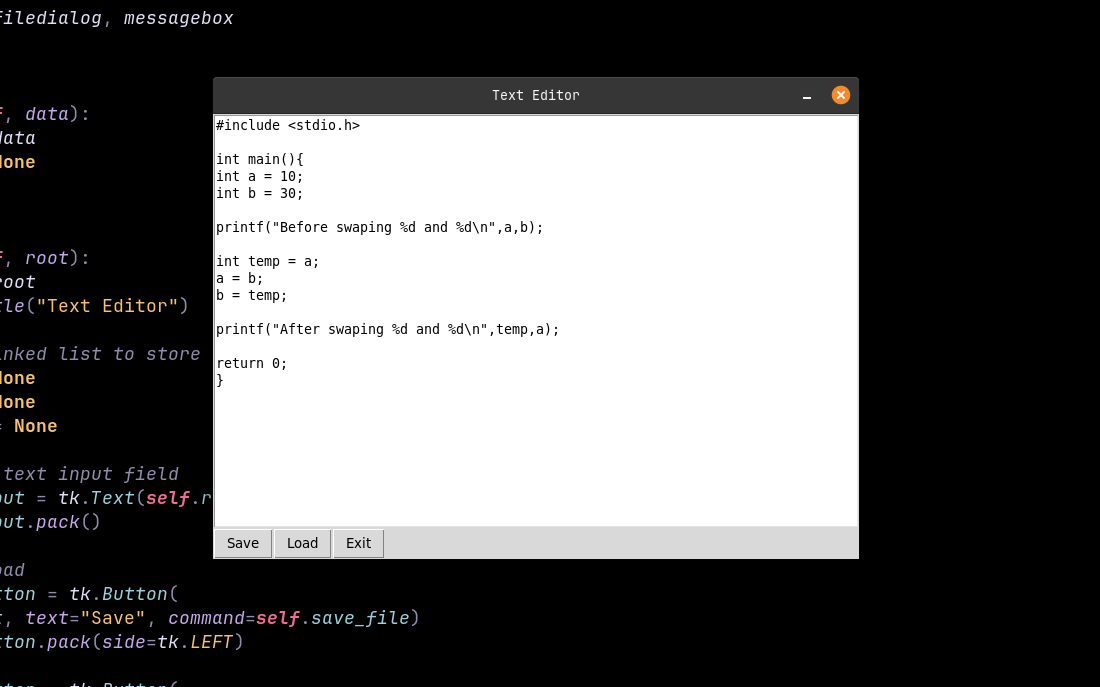 filedialog, messagebox
Text Editor
#include <stdio.h>
int main(){
int a = 10;
int b = 30;
printf("Before swaping %d and %d\n",a,b);
int temp = a;
a = b;
b = temp;
printf("After swaping %d and %d\n",temp,a);
return 0;
}
Save Load Exit
, data):
data
None
, root):
root
tle("Text Editor")
inked list to store
None
None
= None
text input field
put = tk.Text(self.r
put.pack()
oad
tton = tk.Button(
t, text="Save", command=self.save_file)
tton.pack(side=tk.LEFT)
tton = tk.Button(